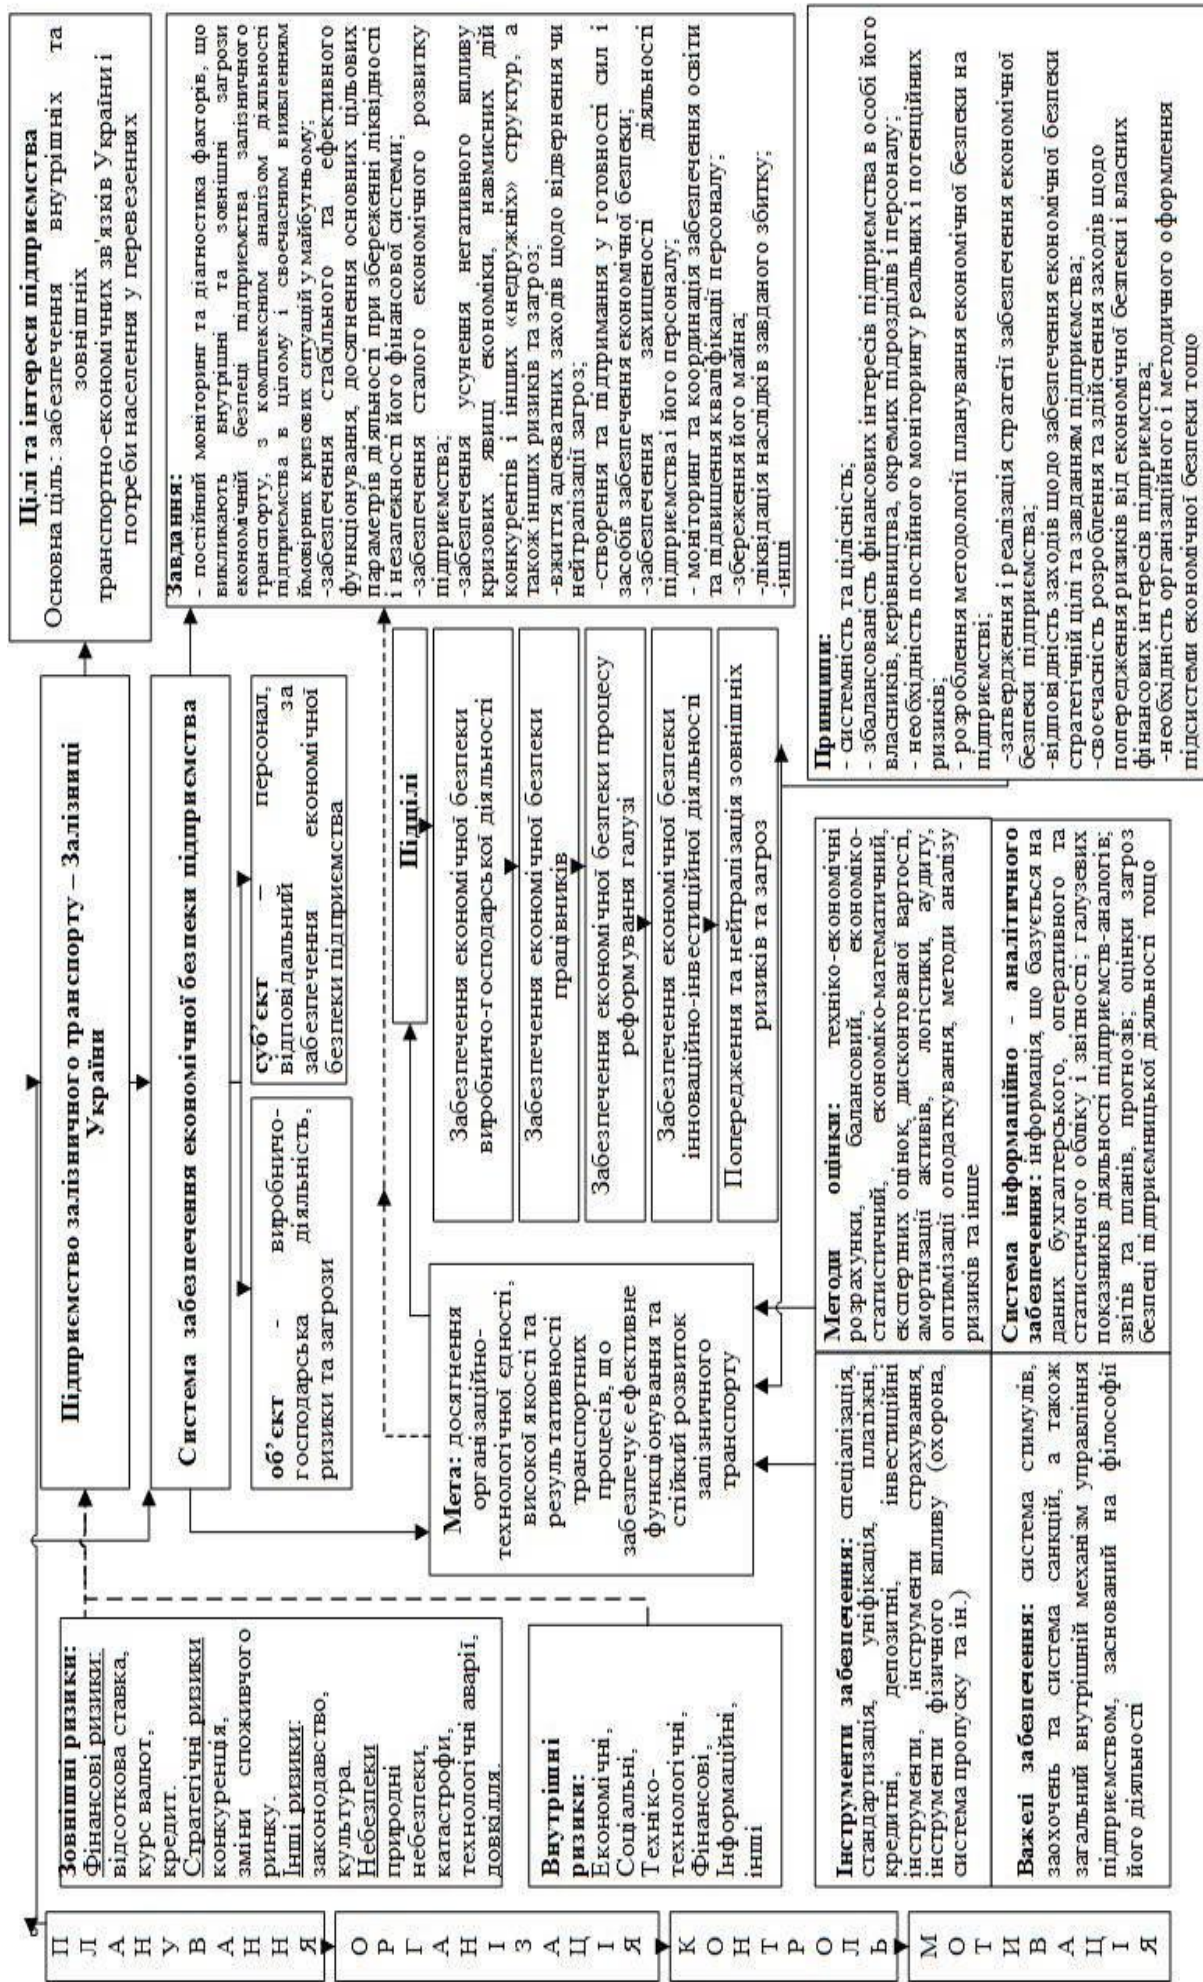 ПЛАНУВАННЯ
ОРГАНІЗАЦІЯ
КОНТРОЛЬ
МОТИВАЦІЯ
Зовнішні ризики:
Фінансові ризики:
відсоткова ставка,
курс валют,
кредит.
Стратегічні ризики
конкуренція,
зміни споживчого
ринку.
Інші ризики:
законодавство,
культура.
Небезпеки
природні
небезпеки,
катастрофи,
технологічні аварії,
довкілля.
Внутрішні
ризики:
Економічні,
Соціальні,
Техніко-
технологічні,
Фінансові,
Інформаційні,
інші
Підприємство залізничного транспорту – Залізниці
України
Цілі та інтереси підприємства
Основна ціль: забезпечення внутрішніх та
зовнішніх
транспортно-економічних зв'язків України і
потреби населення у перевезеннях
Система забезпечення економічної безпеки підприємства
об'єкт - виробничо-
господарська діяльність,
ризики та загрози
суб'єкт – персонал,
відповідальний за
забезпечення економічної
безпеки підприємства
Завдання:
- постійний моніторинг та діагностика факторів, що
викликають внутрішні та зовнішні загрози
економічній безпеці підприємства залізничного
транспорту, з комплексним аналізом діяльності
підприємства в цілому і своєчасним виявленням
ймовірних кризових ситуацій у майбутньому;
-забезпечення стабільного та ефективного
функціонування, досягнення основних цільових
параметрів діяльності при збереженні ліквідності
і незалежності його фінансової системи;
-забезпечення сталого економічного розвитку
підприємства;
-забезпечення усунення негативного впливу
кризових явищ економіки, навмисних дій
конкурентів і інших «недружніх» структур, а
також інших ризиків та загроз;
-вжиття адекватних заходів щодо відвернення чи
нейтралізації загроз;
-створення та підтримання у готовності сил і
засобів забезпечення економічної безпеки;
-забезпечення захищеності діяльності
підприємства і його персоналу;
- моніторинг та координація забезпечення освіти
та підвищення кваліфікації персоналу;
-збереження його майна;
-ліквідація наслідків завданого збитку;
-інші
Мета: досягнення
організаційно-
технологічної єдності,
високої якості та
результативності
транспортних
процесів, що
забезпечує ефективне
функціонування та
стійкий розвиток
залізничного
транспорту
Підцілі
Забезпечення економічної безпеки
виробничо-господарської діяльності
Забезпечення економічної безпеки
працівників
Забезпечення економічної безпеки процесу
реформування галузі
Забезпечення економічної безпеки
інноваційно-інвестиційної діяльності
Попередження та нейтралізація зовнішніх
ризиків та загроз
Інструменти забезпечення: спеціалізація,
стандартизація, уніфікація, платіжні,
кредитні, депозитні, інвестиційні
інструменти, інструменти страхування,
інструменти фізичного впливу (охорона,
система пропуску та ін.)
Важелі забезпечення: система стимулів,
заохочень та система санкцій, а також
загальний внутрішній механізм управління
підприємством, заснований на філософії
його діяльності
Методи оцінки: техніко-економічні
розрахунки, балансовий, економіко-
статистичний, економіко-математичний,
експертних оцінок, дисконтованої вартості,
амортизації активів, логістики, аудиту,
оптимізації оподаткування, методи аналізу
ризиків та інше
Система інформаційно - аналітичного
забезпечення: інформація, що базується на
даних бухгалтерського, оперативного та
статистичного обліку і звітності; галузевих
показників діяльності підприємств-аналогів;
звітів та планів, прогнозів; оцінки загроз
безпеці підприємницької діяльності тощо
Принципи:
- системність та цілісність;
- збалансовані фінансових інтересів підприємства в особі його
власників, керівництва, окремих підрозділів і персоналу;
- необхідність постійного моніторингу реальних і потенційних
ризиків;
- розроблення методології планування економічної безпеки на
підприємстві;
-затвердження і реалізація стратегії забезпечення економічної
безпеки підприємства;
-відповідність заходів щодо забезпечення економічної безпеки
стратегічній цілі та завданням підприємства;
-своєчасність розроблення та здійснення заходів щодо
попередження ризиків від економічної безпеки і власних
фінансових інтересів підприємства;
-необхідність організаційного і методичного оформлення
підсистеми економічної безпеки тощо